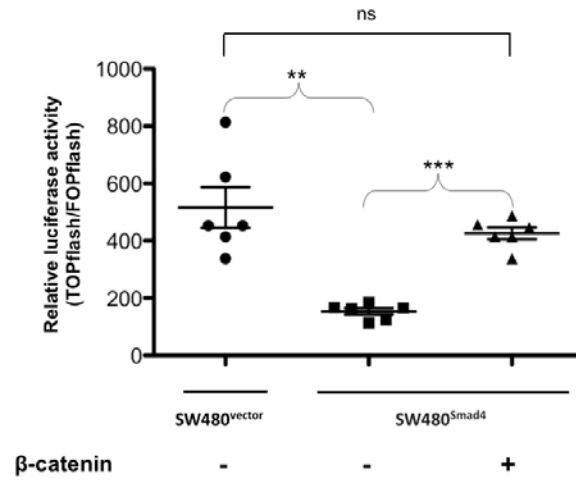 ns
**
***
1000
800
600
400
200
0
Relative luciferase activity
(TOPflash/FOPflash)
SW480vector
SW480Smad4
β-catenin - - +